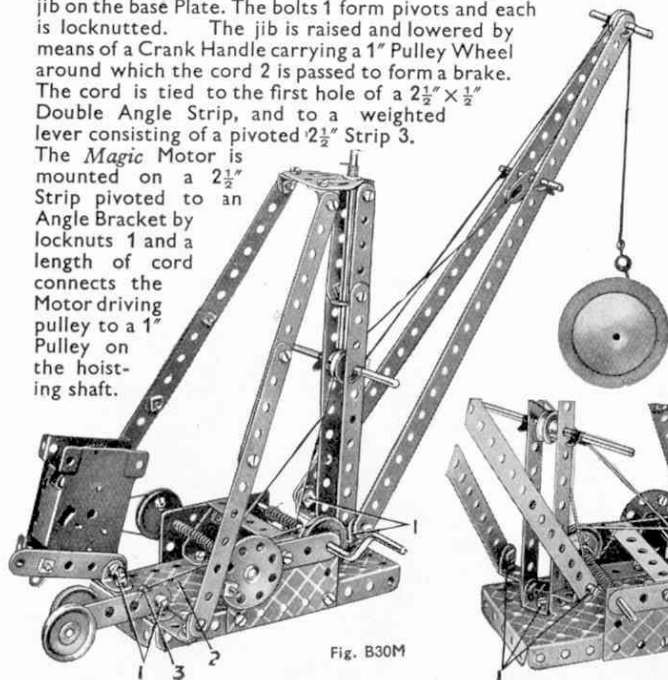 jib on the base Plate. The bolts 1 form pivots and each
is locknutted. The jib is raised and lowered by
means of a Crank Handle carrying a 1″ Pulley Wheel
around which the cord 2 is passed to form a brake.
The cord is tied to the first hole of a 2½″ × ½″
Double Angle Strip, and to a weighted
lever consisting of a pivoted 2½″ Strip 3.
The Magic Motor is
mounted on a 2½″
Strip pivoted to an
Angle Bracket by
locknuts 1 and a
length of cord
connects the
Motor driving
pulley to a 1″
Pulley on
the hoist-
ing shaft.
1
2
1 3
Fig. B30M
1